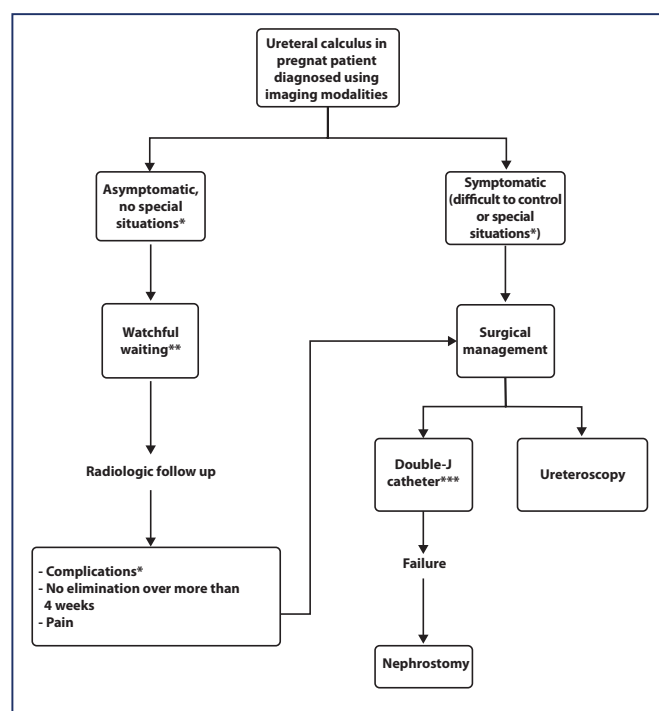 Ureteral calculus in
pregnat patient
diagnosed using
imaging modalities
Asymptomatic,
no special
situations*
Symptomatic
(difficult to control
or special
situations*)
Watchful
waiting**
Surgical
management
Radiologic follow up
Double-J
catheter***
Ureteroscopy
- Complications*
- No elimination over more than
4 weeks
- Pain
Failure
Nephrostomy